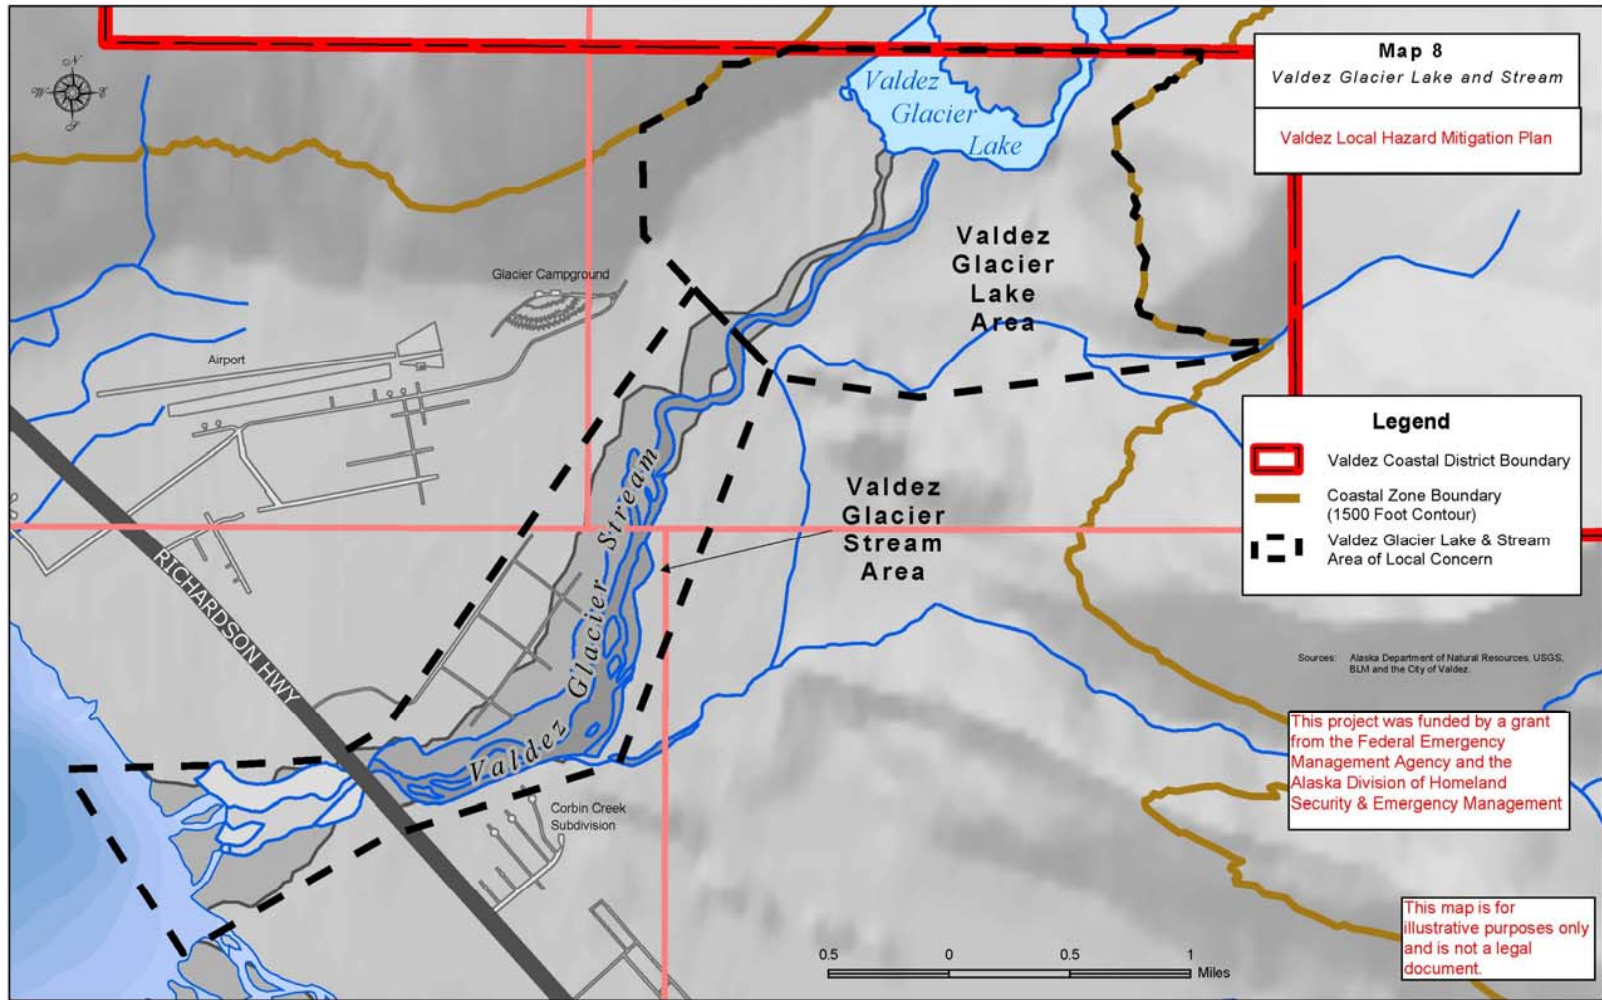 Map 8
Valdez Glacier Lake and Stream
Valdez Local Hazard Mitigation Plan
N
W
E
S
Valdez
Glacier
Lake
Valdez
Glacier
Lake
Area
Glacier Campground
Airport
Valdez
Glacier
Stream
Area
Valdez Glacier Stream
RICHARDSON HWY
Corbin Creek
Subdivision
Legend
Valdez Coastal District Boundary
Coastal Zone Boundary
(1500 Foot Contour)
Valdez Glacier Lake & Stream
Area of Local Concern
Sources: Alaska Department of Natural Resources, USGS,
BLM and the City of Valdez.
This project was funded by a grant
from the Federal Emergency
Management Agency and the
Alaska Division of Homeland
Security & Emergency Management
This map is for
illustrative purposes only
and is not a legal
document.
0.5 0 0.5 1
Miles